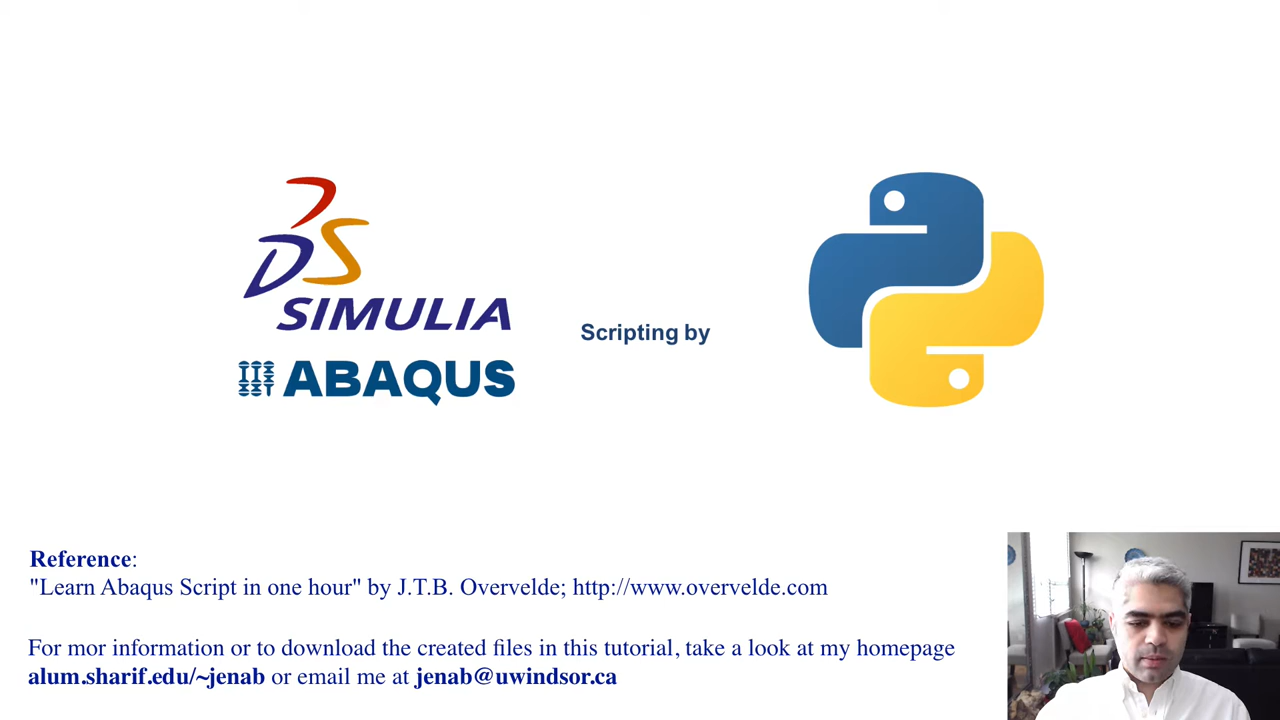 SIMULIA
ABAQUS
Scripting by
Reference:
"Learn Abaqus Script in one hour" by J.T.B. Overvelde; http://www.overvelde.com
For mor information or to download the created files in this tutorial, take a look at my homepage
alum.sharif.edu/~jenab or email me at jenab@uwindsor.ca